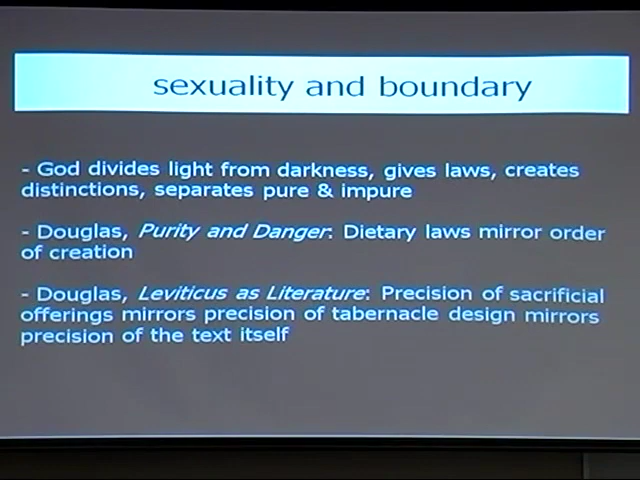 sexuality and boundary
- God divides light from darkness, gives laws, creates
distinctions, separates pure & impure
- Douglas, Purity and Danger: Dietary laws mirror order
of creation
- Douglas, Leviticus as Literature: Precision of sacrificial
offerings mirrors precision of tabernacle design mirrors
precision of the text itself